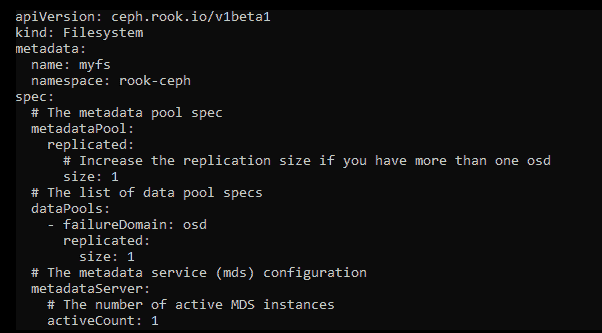 apiVersion: ceph.rook.io/v1beta1
kind: Filesystem
metadata:
  name: myfs
  namespace: rook-ceph
spec:
  # The metadata pool spec
  metadataPool:
    replicated:
      # Increase the replication size if you have more than one osd
      size: 1
  # The list of data pool specs
  dataPools:
    - failureDomain: osd
      replicated:
        size: 1
  # The metadata service (mds) configuration
  metadataServer:
    # The number of active MDS instances
    activeCount: 1